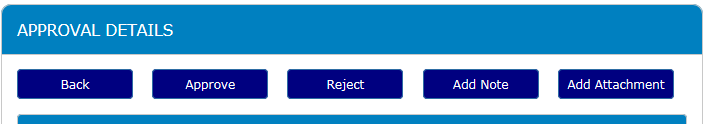 APPROVAL DETAILS
Back Approve Reject Add Note Add Attachment